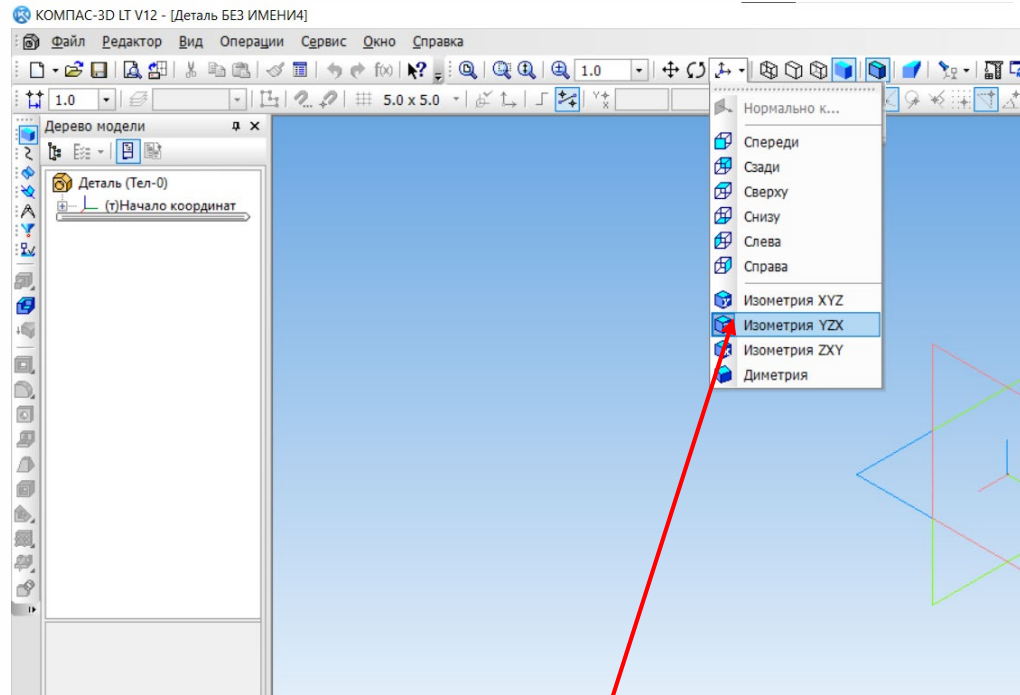 КОМПАС-3D LT V12 - [Деталь БЕЗ ИМЕНИ4]
Файл Редактор Вид Операции Сервис Окно Справка
f(x) 1.0
1.0 5.0 x 5.0
Дерево модели
Деталь (Тел-0)
(т)Начало координат
Нормально к...
Спереди
Сзади
Сверху
Снизу
Слева
Справа
Изометрия XYZ
Изометрия YZX
Изометрия ZXY
Диметрия